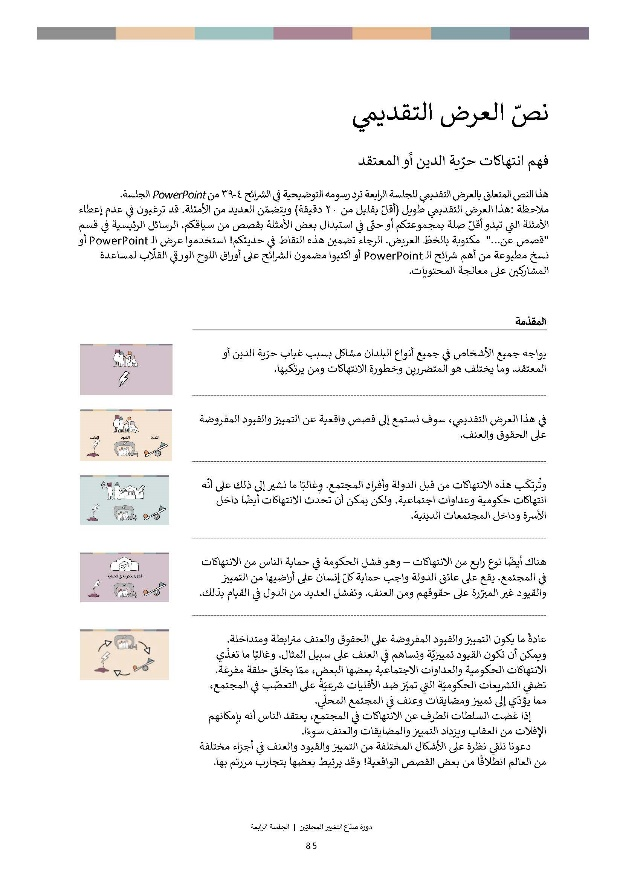 نصّ العرض التقديمي
فهم انتهاكات حرّية الدين أو المعتقد
هذا النص المتعلق بالعرض التقديمي للجلسة الرابعة ترد رسومه التوضيحية في الشرائح ٤-٣٩ من PowerPoint الجلسة.
ملاحظة :هذا العرض التقديمي طويل (أقلّ بقليل من ٢٠ دقيقة) ويتضمّن العديد من الأمثلة. قد ترغبون في عدم إعطاء
الأمثلة التي تبدو أقلّ صلة بمجموعتكم أو حتّى في استبدال بعض الأمثلة بقصص من سياقكم. الرسائل الرئيسية في قسم
"قصص عن..." مكتوبة بالخطّ العريض. الرجاء تضمين هذه النقاط في حديثكم! استخدموا عرض الـ PowerPoint أو
نسخ مطبوعة من أهم شرائح الـ PowerPoint أو اكتبوا مضمون الشرائح على أوراق اللوح الورقي القلّاب لمساعدة
المشاركين على معالجة المحتويات.
المقدّمة
يواجه جميع الأشخاص في جميع أنواع البلدان مشاكل بسبب غياب حرّية الدين أو
المعتقد. وما يختلف هو المتضررين وخطورة الانتهاكات ومن يرتكبها.
في هذا العرض التقديمي، سوف نستمع إلى قصص واقعية عن التمييز والقيود المفروضة
على الحقوق والعنف.
وتُرتكَب هذه الانتهاكات من قبل الدولة وأفراد المجتمع. وغالبًا ما نشير إلى ذلك على أنّه
انتهاكات حكومية وعداوات اجتماعية. ولكن يمكن أن تحدث الانتهاكات أيضًا داخل
الأسرة وداخل المجتمعات الدينية.
هناك أيضًا نوع رابع من الانتهاكات – وهو فشل الحكومة في حماية الناس من الانتهاكات
في المجتمع. يقع على عاتق الدولة واجب حماية كلّ إنسان على أراضيها من التمييز
والقيود غير المبرّرة على حقوقهم ومن العنف. وتفشل العديد من الدول في القيام بذلك.
عادةً ما يكون التمييز والقيود المفروضة على الحقوق والعنف مترابطة ومتداخلة.
ويمكن أن تكون القيود تمييزيّة وتساهم في العنف على سبيل المثال. وغالبًا ما تغذّي
الانتهاكات الحكومية والعداوات الاجتماعية بعضها البعض، ممّا يخلق حلقة مفرغة.
تضفي التشريعات الحكوميّة التي تميّز ضد الأقليات شرعيّةً على التعصّب في المجتمع،
مما يؤدّي إلى تمييز ومضايقات وعنف في المجتمع المحلّي.
إذا غضت السلطات الطرف عن الانتهاكات في المجتمع، يعتقد الناس أنه بإمكانهم
الإفلات من العقاب ويزداد التمييز والمضايقات والعنف سوءًا.
دعونا نلقي نظرة على الأشكال المختلفة من التمييز والقيود والعنف في أجزاء مختلفة
من العالم انطلاقًا من بعض القصص الواقعية! وقد يرتبط بعضها بتجارب مررتم بها.
دورة صنّاع التغيير المحليّين | الجلسة الرابعة
85